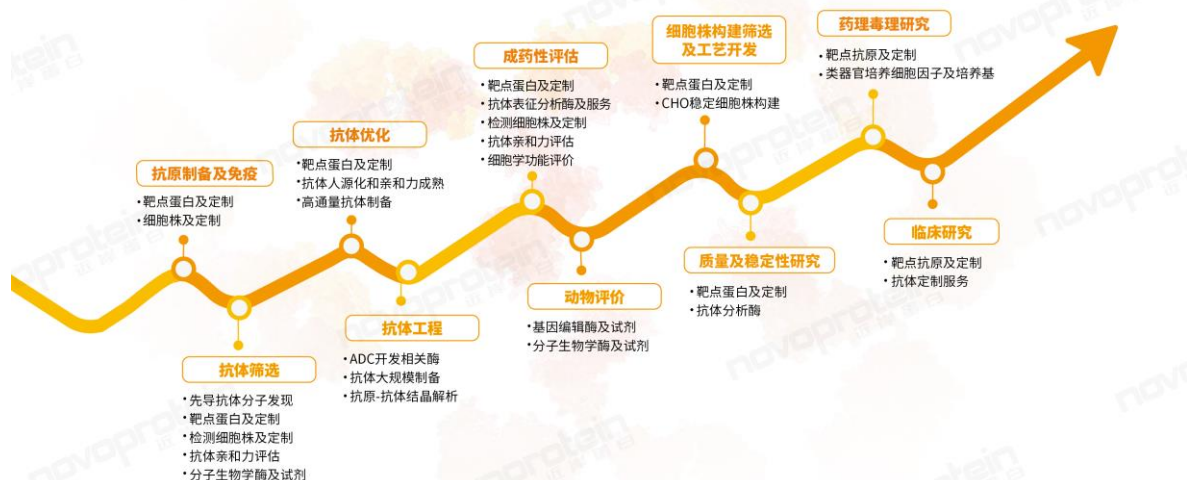 抗原制备及免疫
•靶点蛋白及定制
•细胞株及定制
抗体筛选
•先导抗体分子发现
•靶点蛋白及定制
•检测细胞株及定制
•抗体亲和力评估
•分子生物学酶及试剂
抗体优化
•靶点蛋白及定制
•抗体人源化和亲和力成熟
•高通量抗体制备
抗体工程
•ADC开发相关酶
•抗体大规模制备
•抗原-抗体结晶解析
成药性评估
•靶点蛋白及定制
•抗体表征分析酶及服务
•检测细胞株及定制
•抗体亲和力评估
•细胞学功能评价
动物评价
•基因编辑酶及试剂
•分子生物学酶及试剂
细胞株构建筛选
及工艺开发
•靶点蛋白及定制
•CHO稳定细胞株构建
质量及稳定性研究
•靶点蛋白及定制
•抗体分析酶
药理毒理研究
•靶点抗原及定制
•类器官培养细胞因子及培养基
临床研究
•靶点抗原及定制
•抗体定制服务
novoprotein